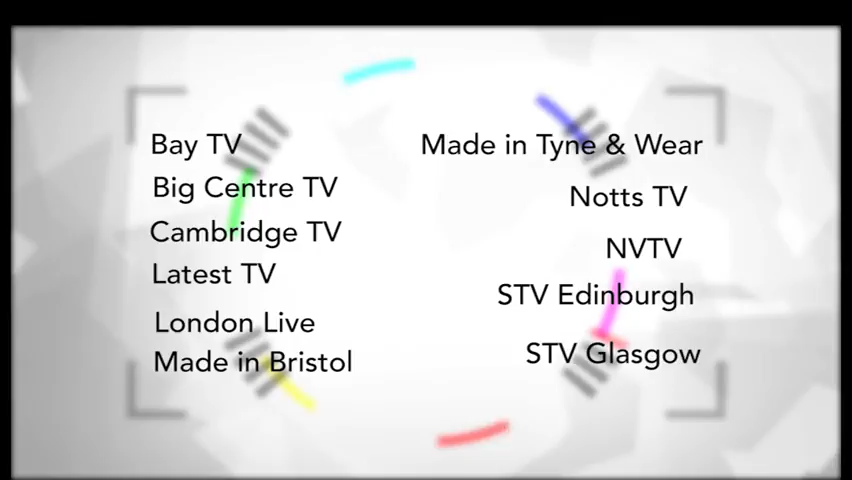 Bay TV
Big Centre TV
Cambridge TV
Latest TV
London Live
Made in Bristol
Made in Tyne & Wear
Notts TV
NVTV
STV Edinburgh
STV Glasgow